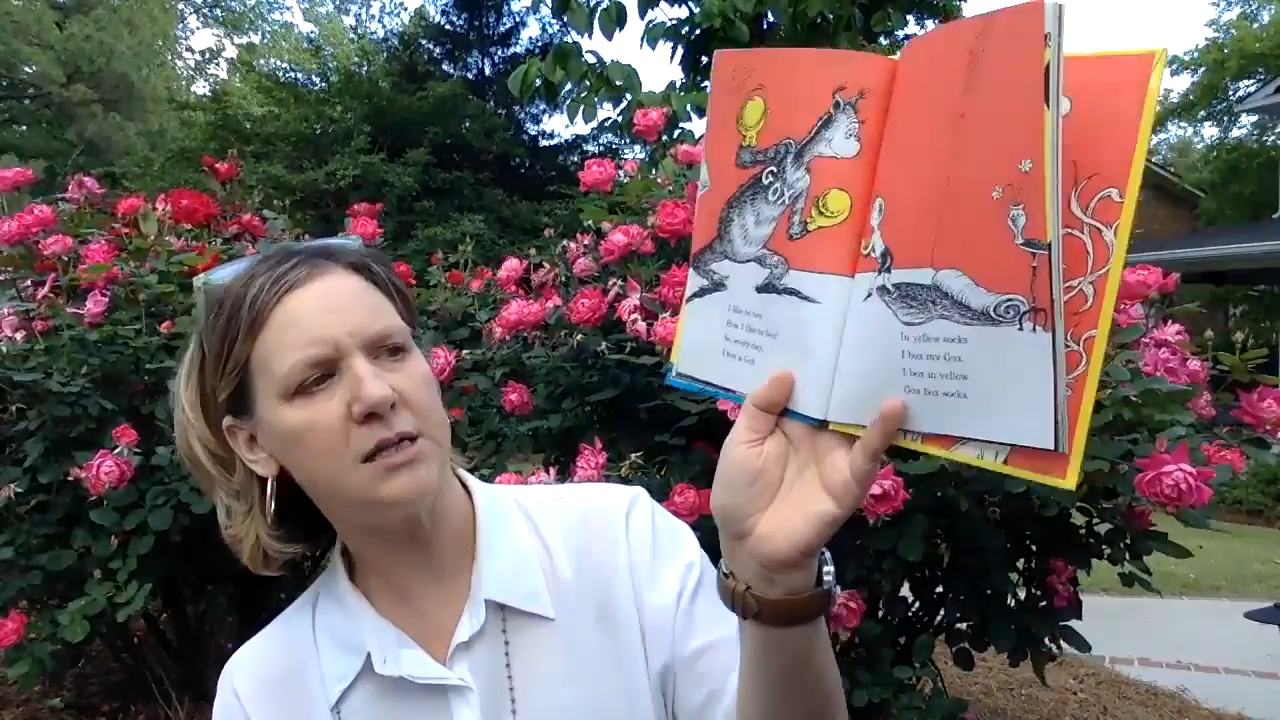 GOX
I like to box.
How I like to box!
So, every day,
I box a Gox.
In yellow socks
I box my Gox.
I box in yellow
Gox box socks.